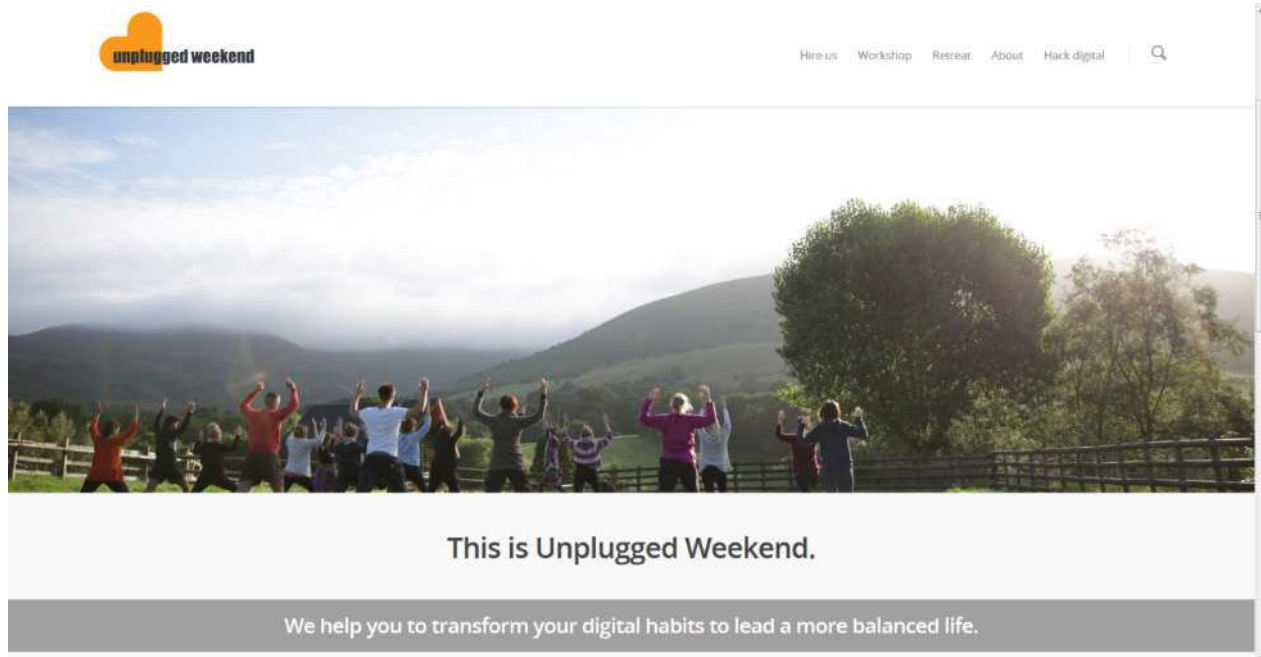 unplugged weekend
Hire us Workshop Retreat About Hack digital
This is Unplugged Weekend.
We help you to transform your digital habits to lead a more balanced life.